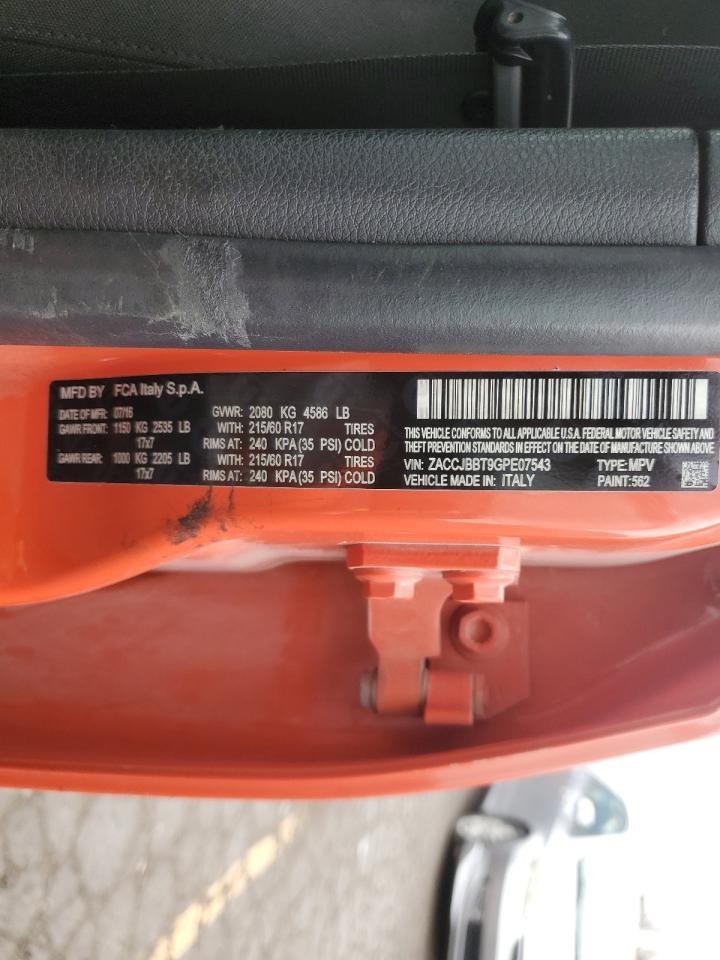 MFD BY FCA Italy S.p.A.
DATE OF MFR: 07/16 GVWR: 2080 KG 4586 LB
GAWR FRONT: 1150 KG 2535 LB WITH: 215/60 R17 TIRES
17x7 RIMS AT: 240 KPA (35 PSI) COLD
GAWR REAR: 1000 KG 2205 LB WITH: 215/60 R17 TIRES
17x7 RIMS AT: 240 KPA (35 PSI) COLD
THIS VEHICLE CONFORMS TO ALL APPLICABLE U.S.A. FEDERAL MOTOR VEHICLE SAFETY AND
THEFT PREVENTION STANDARDS IN EFFECT ON THE DATE OF MANUFACTURE SHOWN ABOVE
VIN: ZACCJBBT9GPE07543 TYPE: MPV
VEHICLE MADE IN: ITALY PAINT: 562